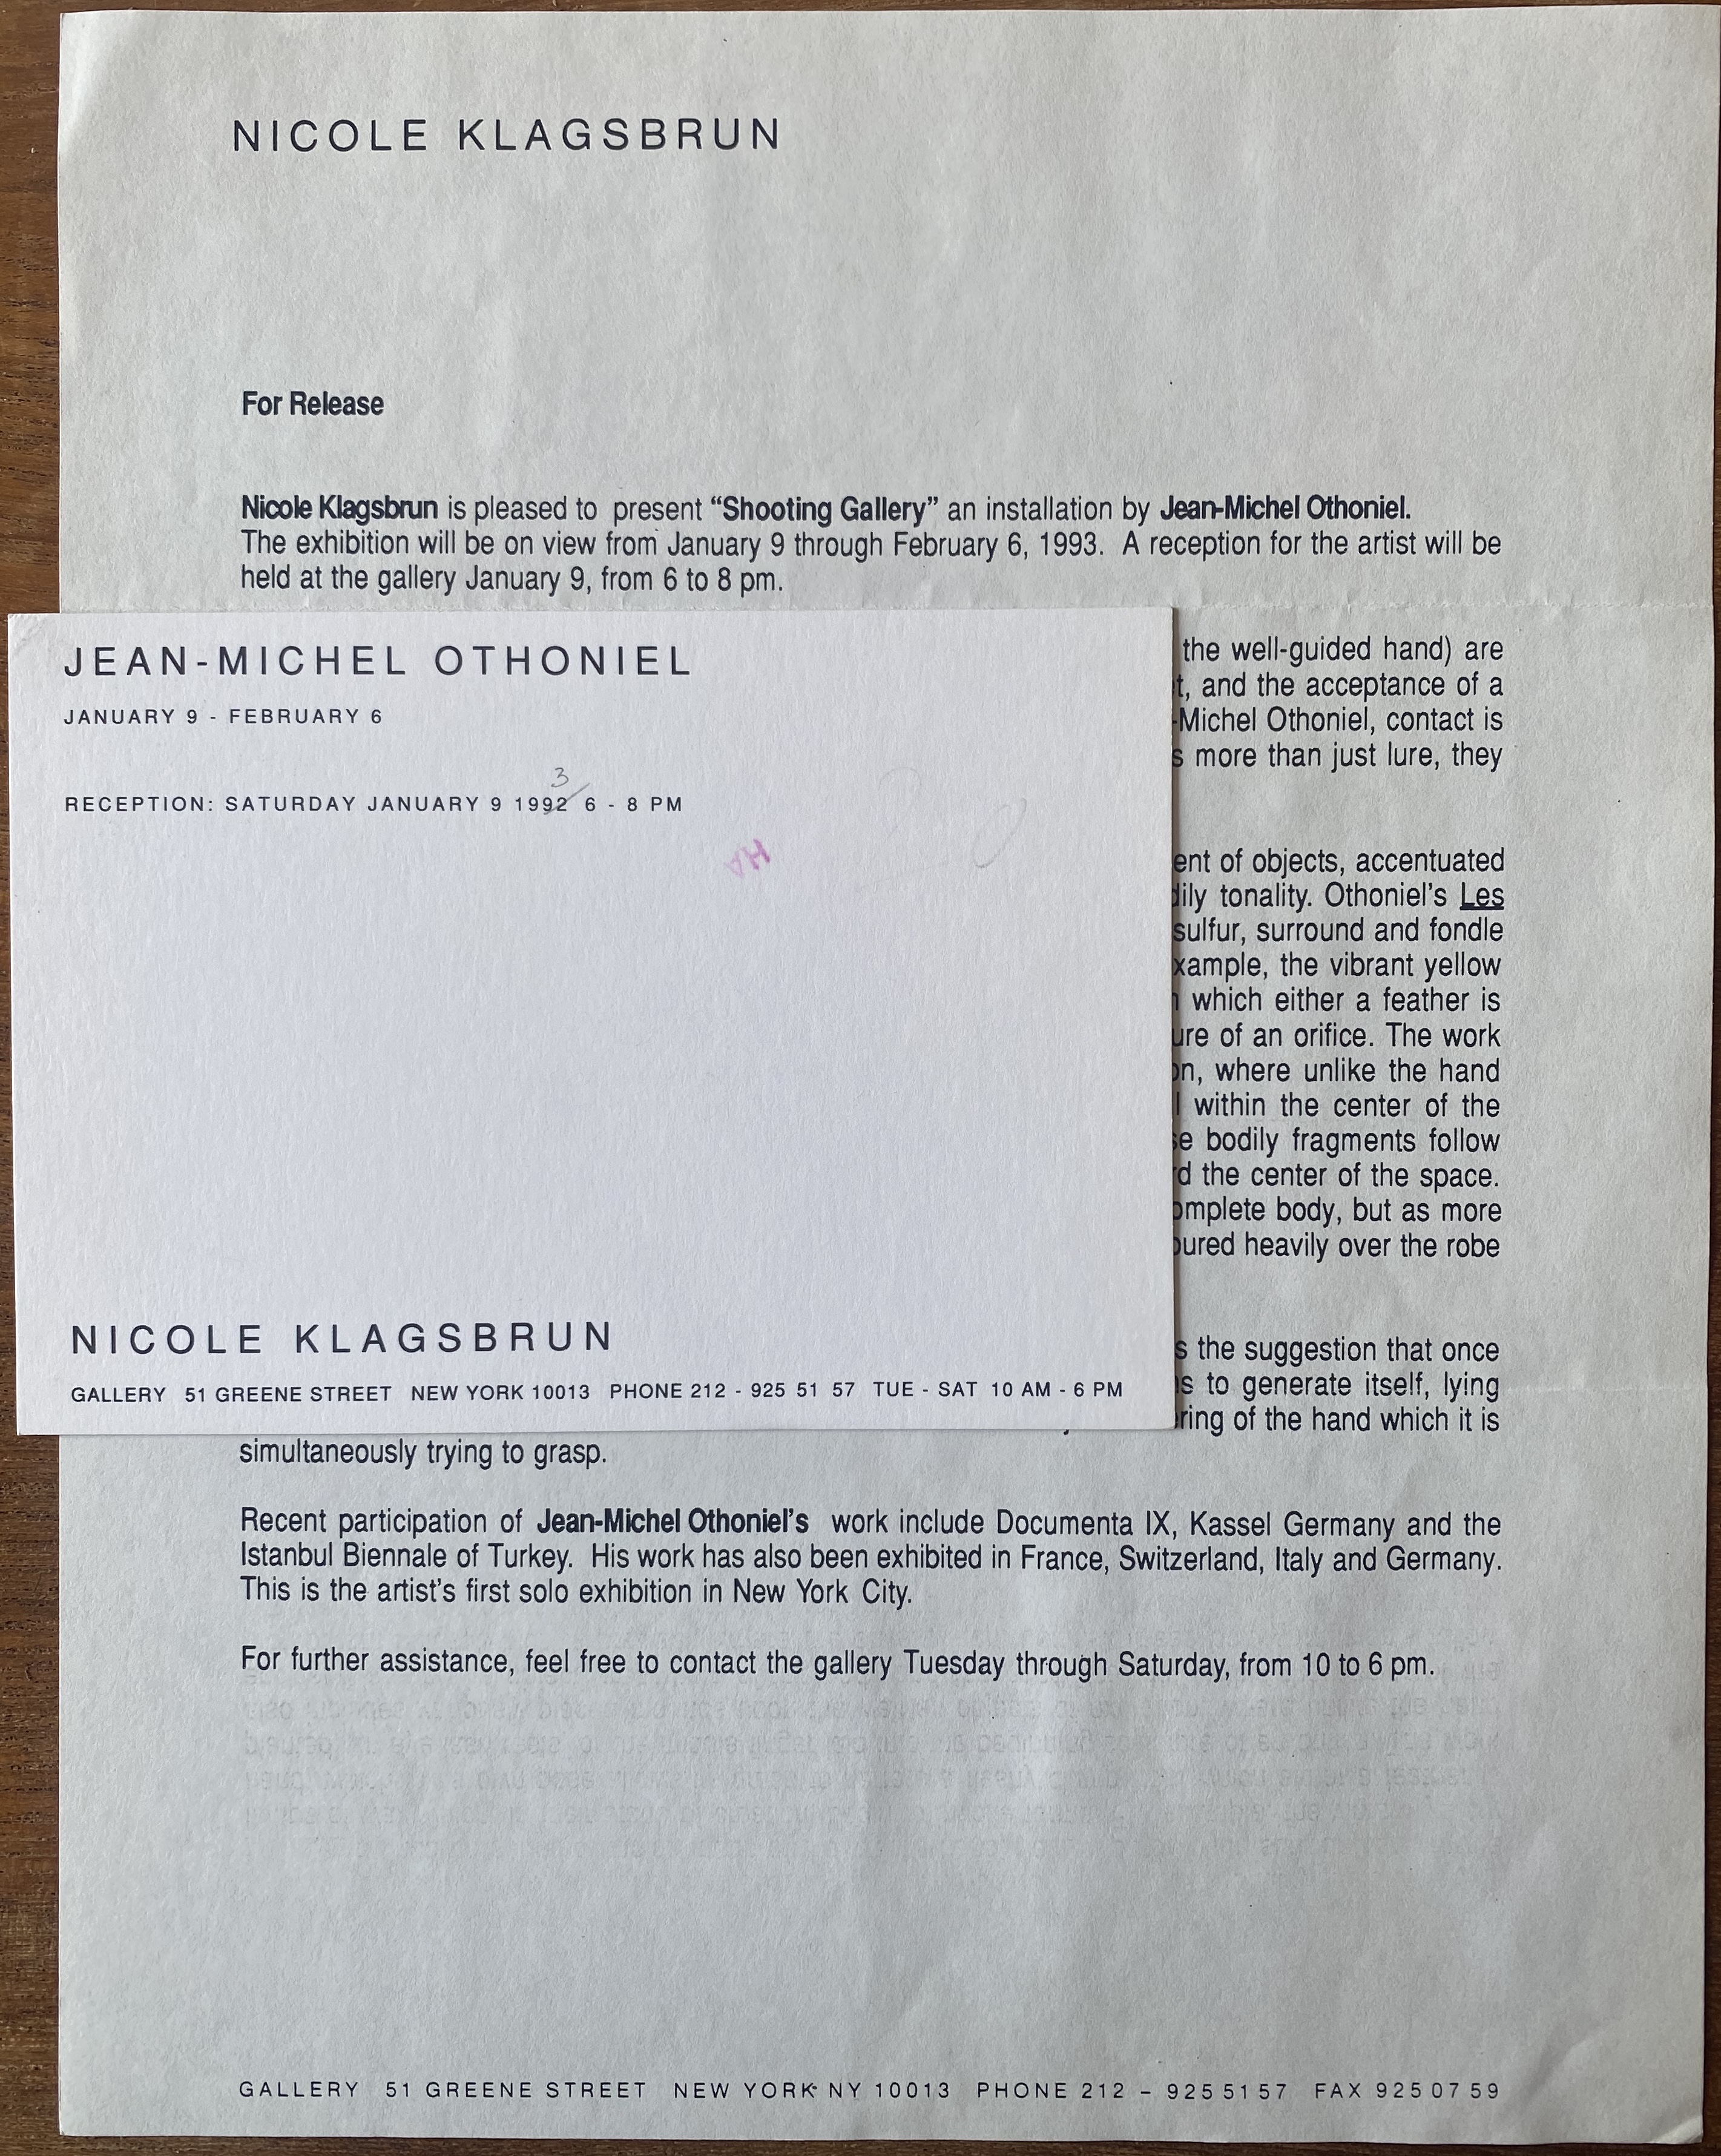 NICOLE KLAGSBRUN
For Release
Nicole Klagsbrun is pleased to present “Shooting Gallery” an installation by Jean-Michel Othoniel.
The exhibition will be on view from January 9 through February 6, 1993. A reception for the artist will be
held at the gallery January 9, from 6 to 8 pm.
JEAN-MICHEL OTHONIEL
JANUARY 9 - FEBRUARY 6
3
RECEPTION: SATURDAY JANUARY 9 1992 6 - 8 PM
NICOLE KLAGSBRUN
GALLERY 51 GREENE STREET NEW YORK 10013 PHONE 212 - 925 51 57 TUE - SAT 10 AM - 6 PM
the well-guided hand) are
and the acceptance of a
Michel Othoniel, contact is
more than just lure, they
of objects, accentuated
tonality. Othoniel’s Les
sulfur, surround and fondle
the vibrant yellow
which either a feather is
of an orifice. The work
where unlike the hand
within the center of the
bodily fragments follow
the center of the space.
body, but as more
heavily over the robe
the suggestion that once
to generate itself, lying
of the hand which it is
simultaneously trying to grasp.
Recent participation of Jean-Michel Othoniel’s work include Documenta IX, Kassel Germany and the
Istanbul Biennale of Turkey. His work has also been exhibited in France, Switzerland, Italy and Germany.
This is the artist’s first solo exhibition in New York City.
For further assistance, feel free to contact the gallery Tuesday through Saturday, from 10 to 6 pm.
GALLERY 51 GREENE STREET NEW YORK NY 10013 PHONE 212 – 925 51 57 FAX 925 07 59